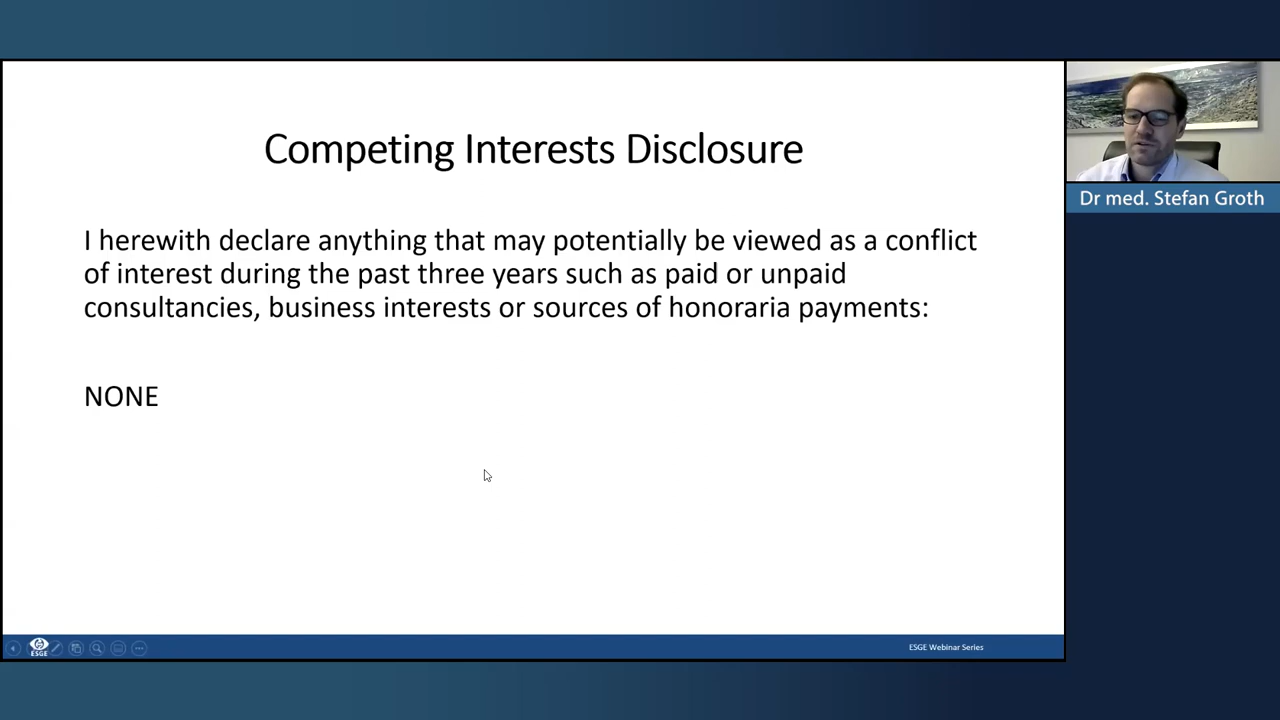 Competing Interests Disclosure
I herewith declare anything that may potentially be viewed as a conflict
of interest during the past three years such as paid or unpaid
consultancies, business interests or sources of honoraria payments:
NONE
Dr med. Stefan Groth
ESGE
ESGE Webinar Series